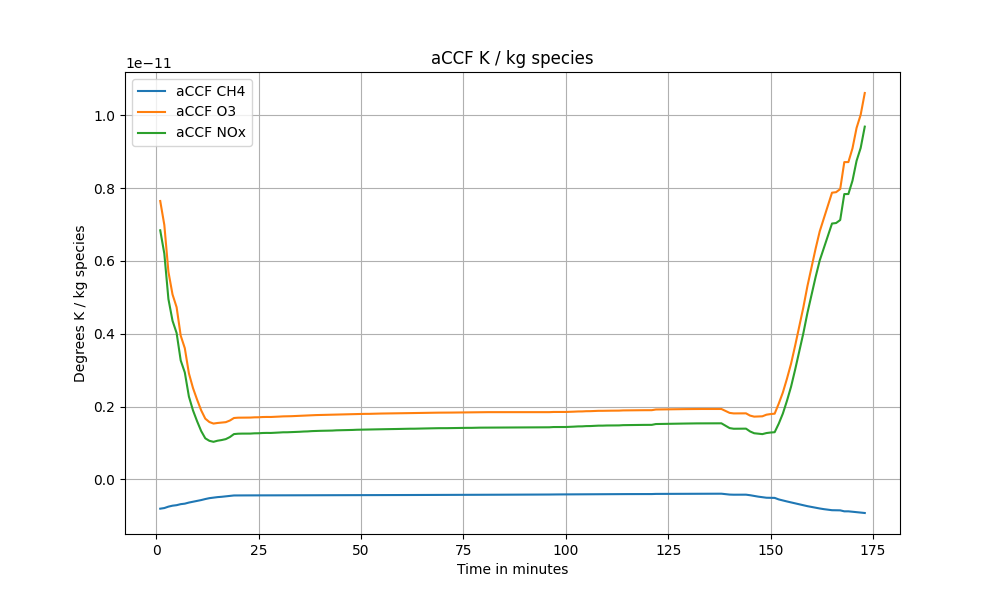 aCCF K / kg species
1e−11
aCCF CH4
aCCF O3
aCCF NOx
1.0
0.8
0.6
0.4
0.2
0.0
Degrees K / kg species
0 25 50 75 100 125 150 175
Time in minutes